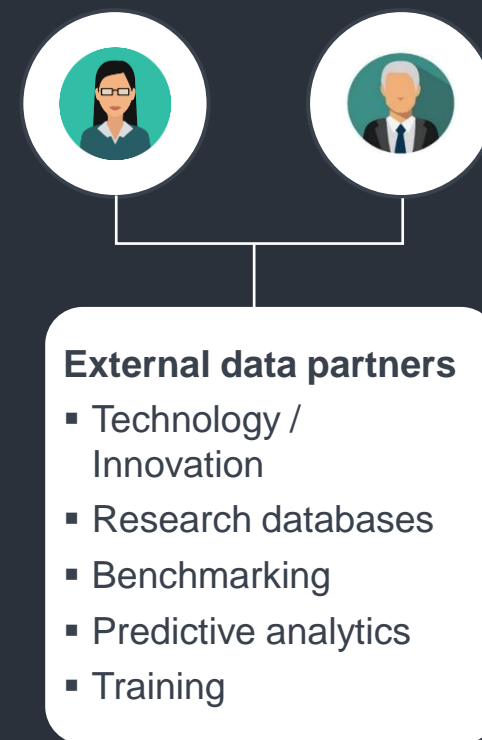 External data partners
▪ Technology /
Innovation
▪ Research databases
▪ Benchmarking
▪ Predictive analytics
▪ Training